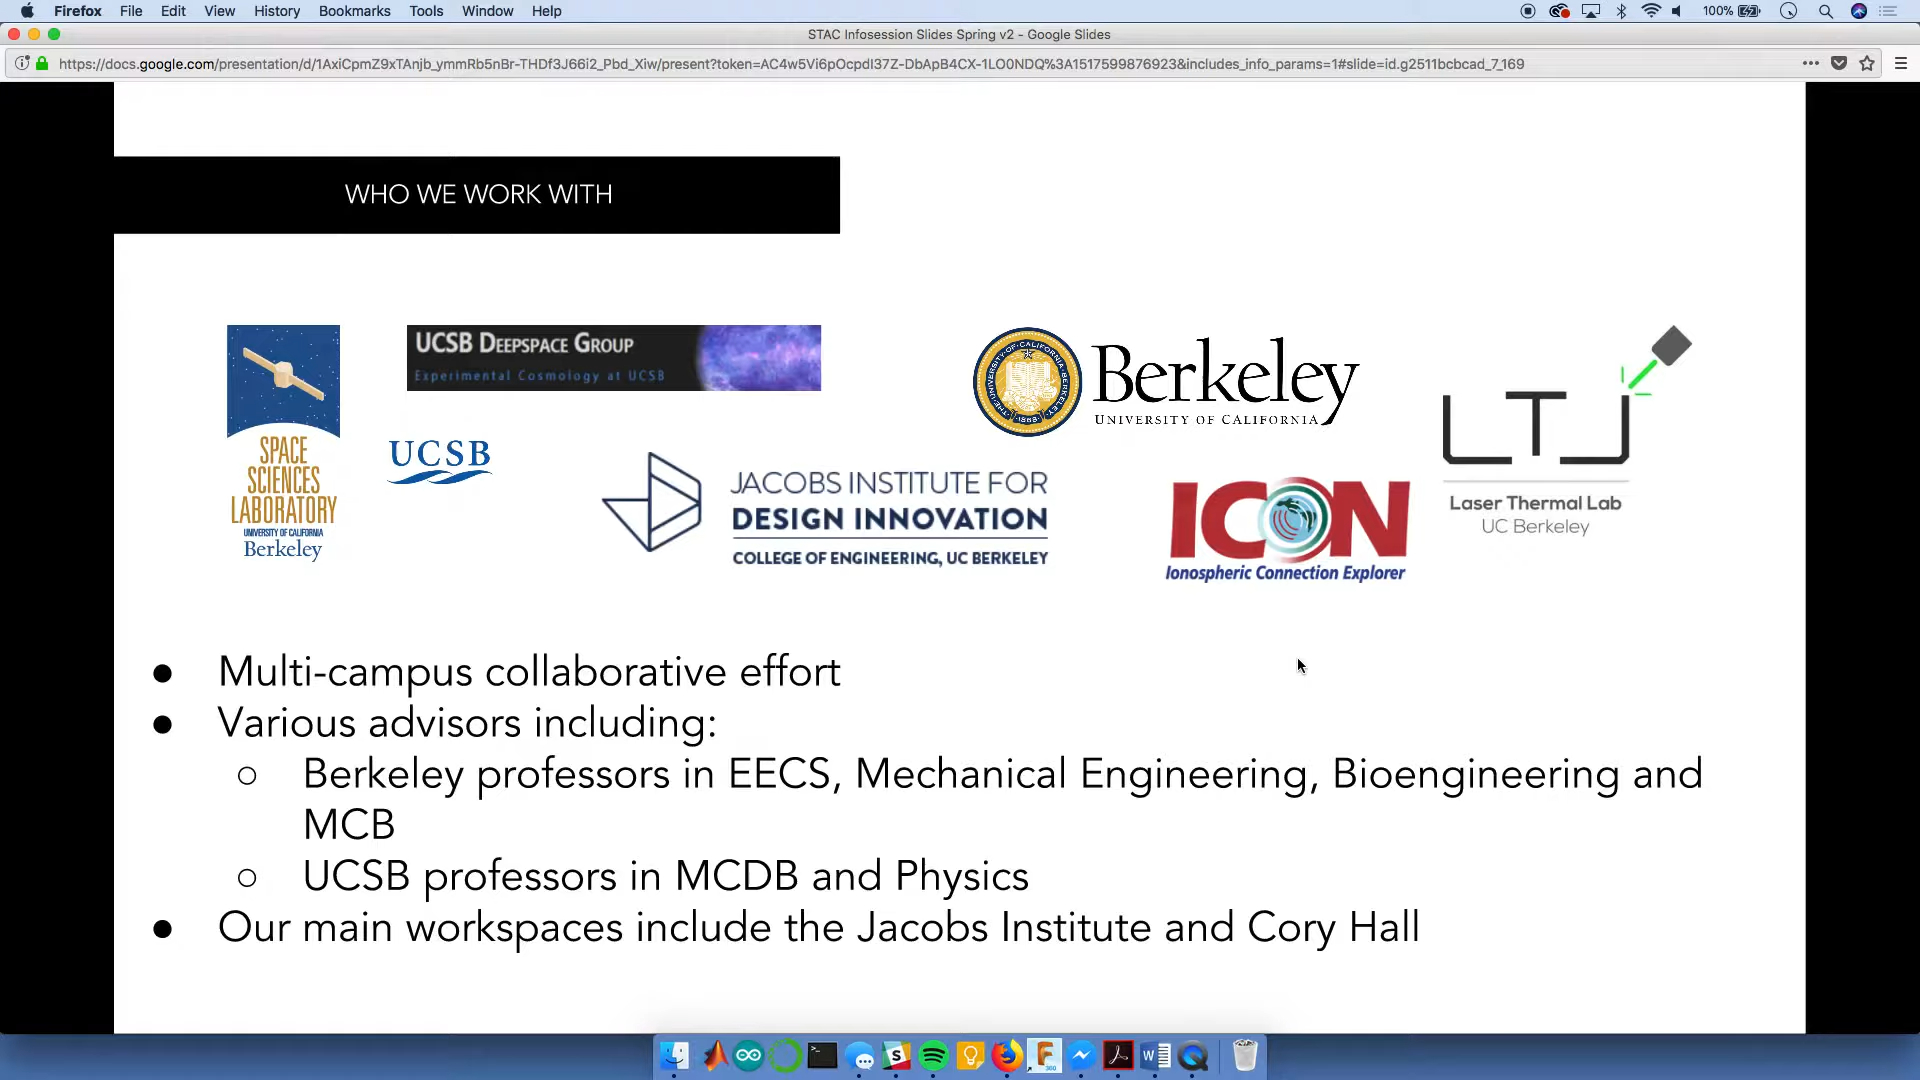 Firefox File Edit View History Bookmarks Tools Window Help 100%
STAC Infosession Slides Spring v2 - Google Slides
https://docs.google.com/presentation/d/1AxiCpmZ9xTAnjb_ymmRb5nBr-THDf3J66i2_Pbd_Xiw/present?token=AC4w5Vi6pOcpdI37Z-DbApB4CX-1LO0NDQ%3A1517599876923&includes_info_params=1#slide=id.g2511bcbcad_7_169
WHO WE WORK WITH
SPACE
SCIENCES
LABORATORY
UNIVERSITY OF CALIFORNIA
Berkeley
UCSB DEEPSPACE GROUP
Experimental Cosmology at UCSB
UCSB
JACOBS INSTITUTE FOR
DESIGN INNOVATION
COLLEGE OF ENGINEERING, UC BERKELEY
Berkeley
UNIVERSITY OF CALIFORNIA
ICON
Ionospheric Connection Explorer
LTL
Laser Thermal Lab
UC Berkeley
● Multi-campus collaborative effort
● Various advisors including:
○ Berkeley professors in EECS, Mechanical Engineering, Bioengineering and
MCB
○ UCSB professors in MCDB and Physics
● Our main workspaces include the Jacobs Institute and Cory Hall